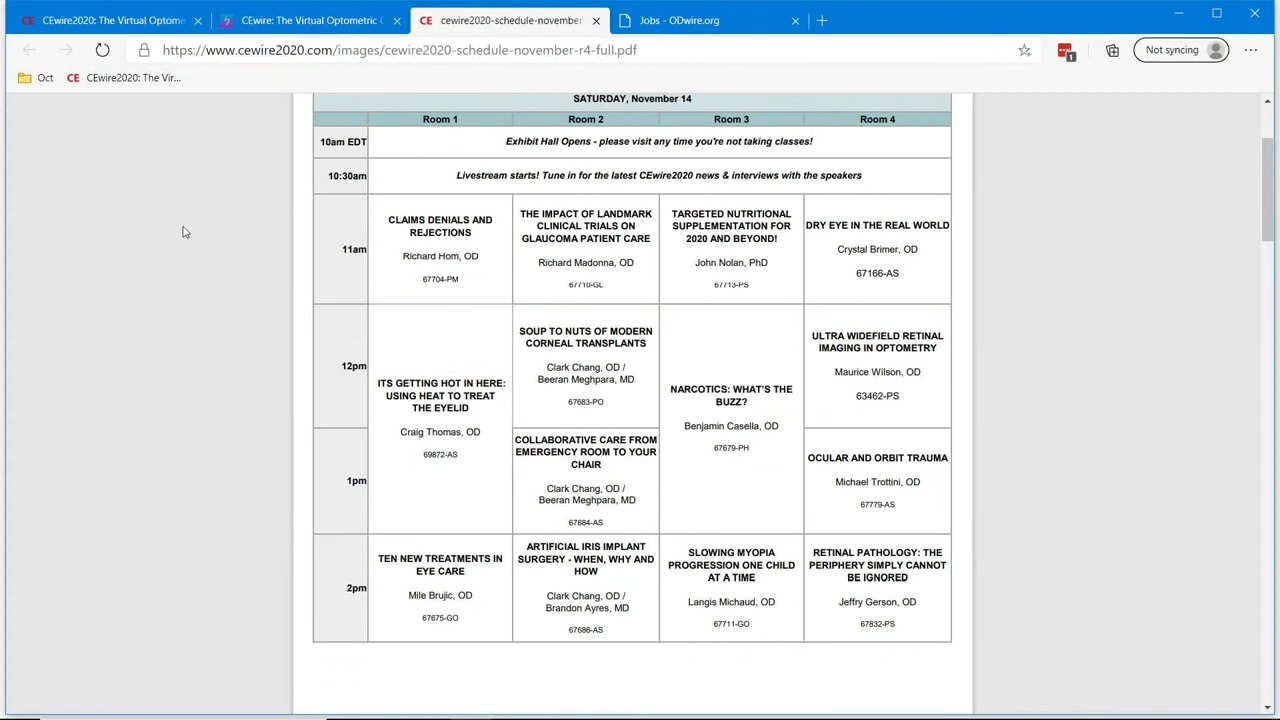 CEwire2020: The Virtual Optome
CEwire: The Virtual Optometric C
cewire2020-schedule-november
Jobs - ODwire.org
https://www.cewire2020.com/images/cewire2020-schedule-november-r4-full.pdf
1
Not syncing
Oct
CE CEwire2020: The Vir...
SATURDAY, November 14
Room 1 Room 2 Room 3 Room 4
10am EDT Exhibit Hall Opens - please visit any time you're not taking classes!
10:30am Livestream starts! Tune in for the latest CEwire2020 news & interviews with the speakers
11am
CLAIMS DENIALS AND
REJECTIONS
Richard Hom, OD
67704-PM
THE IMPACT OF LANDMARK
CLINICAL TRIALS ON
GLAUCOMA PATIENT CARE
Richard Madonna, OD
67710-GL
TARGETED NUTRITIONAL
SUPPLEMENTATION FOR
2020 AND BEYOND!
John Nolan, PhD
67713-PS
DRY EYE IN THE REAL WORLD
Crystal Brimer, OD
67166-AS
12pm
ITS GETTING HOT IN HERE:
USING HEAT TO TREAT
THE EYELID
Craig Thomas, OD
69872-AS
SOUP TO NUTS OF MODERN
CORNEAL TRANSPLANTS
Clark Chang, OD /
Beeran Meghpara, MD
67683-PO
NARCOTICS: WHAT'S THE
BUZZ?
Benjamin Casella, OD
67679-PH
ULTRA WIDEFIELD RETINAL
IMAGING IN OPTOMETRY
Maurice Wilson, OD
63462-PS
1pm
COLLABORATIVE CARE FROM
EMERGENCY ROOM TO YOUR
CHAIR
Clark Chang, OD /
Beeran Meghpara, MD
67684-AS
OCULAR AND ORBIT TRAUMA
Michael Trottini, OD
67779-AS
2pm
TEN NEW TREATMENTS IN
EYE CARE
Mile Brujic, OD
67675-GO
ARTIFICIAL IRIS IMPLANT
SURGERY - WHEN, WHY AND
HOW
Clark Chang, OD /
Brandon Ayres, MD
67686-AS
SLOWING MYOPIA
PROGRESSION ONE CHILD
AT A TIME
Langis Michaud, OD
67711-GO
RETINAL PATHOLOGY: THE
PERIPHERY SIMPLY CANNOT
BE IGNORED
Jeffry Gerson, OD
67832-PS